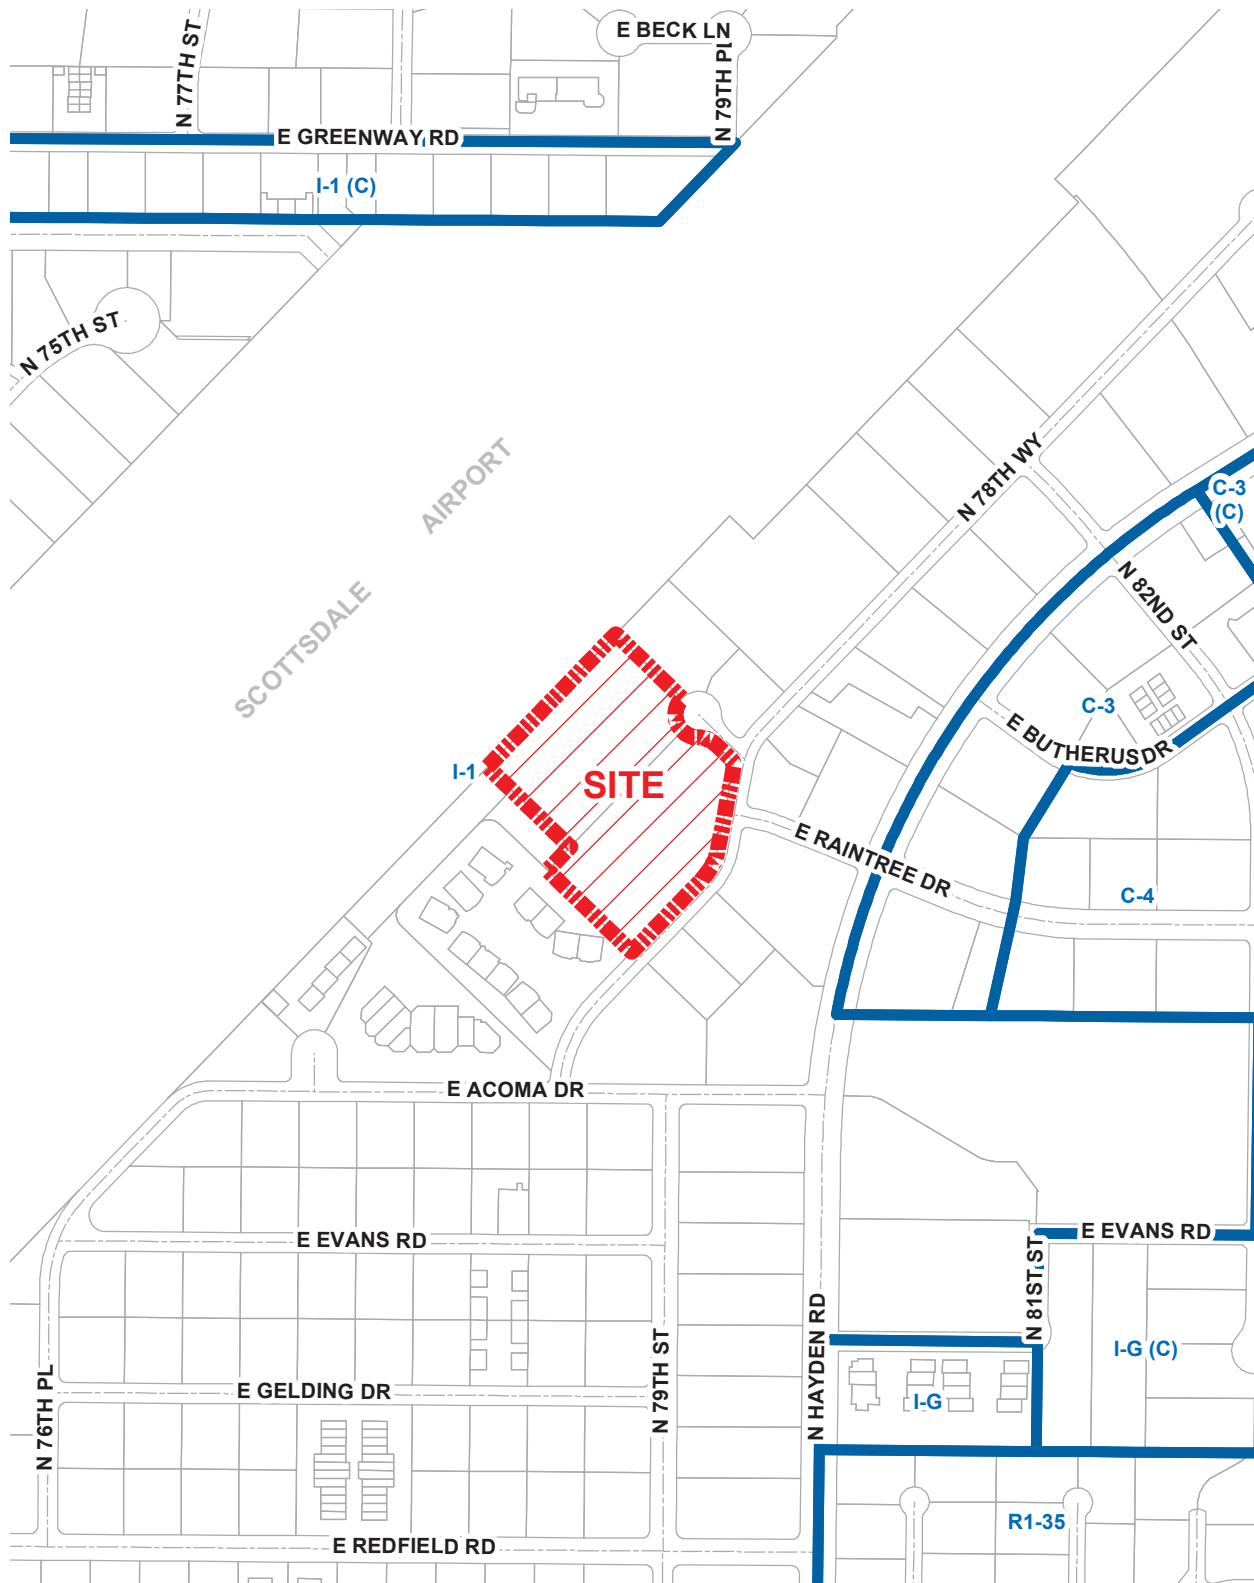 E BECK LN
N 77TH ST
N 79TH PL
E GREENWAY RD
I-1 (C)
N 75TH ST
AIRPORT
SCOTTSDALE
N 78TH WY
C-3
(C)
N 82ND ST
C-3
E BUTHERUS DR
I-1
SITE
E RAINTREE DR
C-4
E ACOMA DR
E EVANS RD
E EVANS RD
N 81ST ST
N HAYDEN RD
I-G (C)
N 79TH ST
N 76TH PL
E GELDING DR
I-G
R1-35
E REDFIELD RD